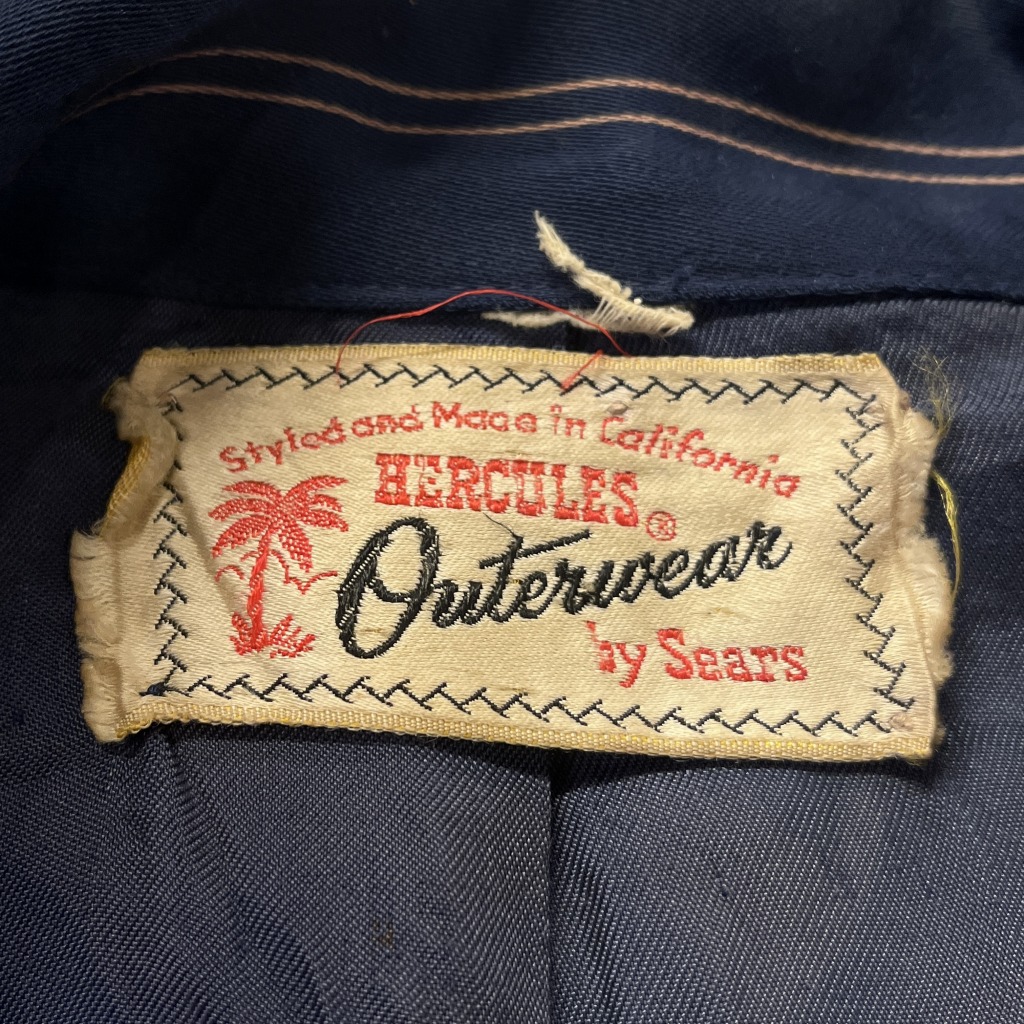 Styled and Made in California
HERCULES®
Outerwear
by Sears